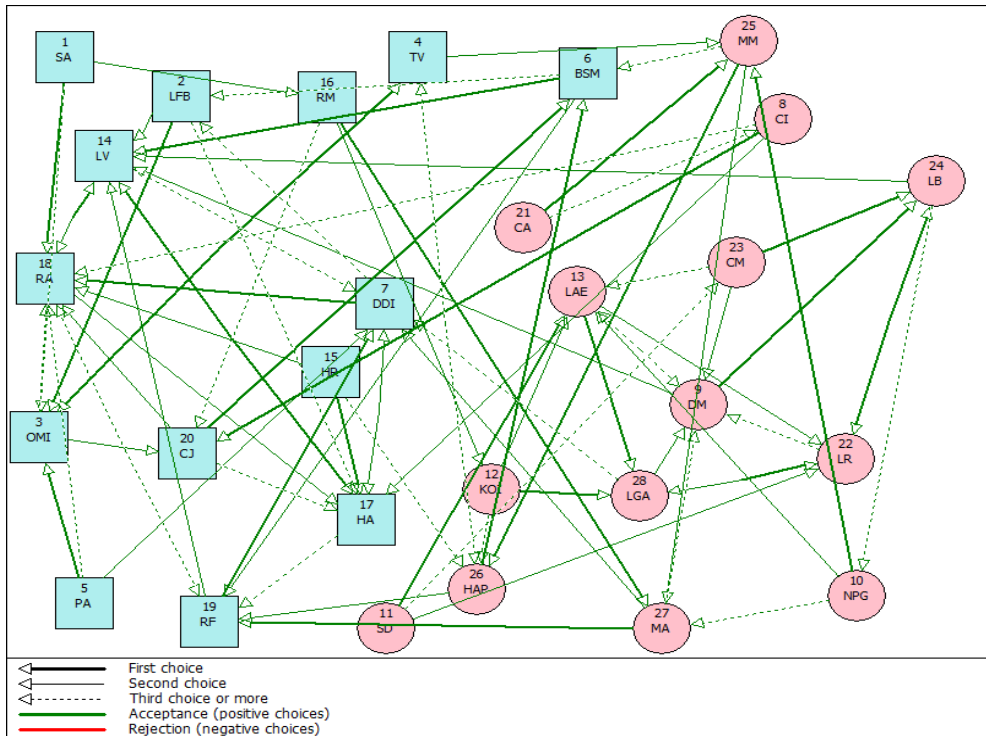 1
SA
2
LFB
16
RM
4
TV
6
BSM
25
MM
8
CI
14
LV
24
LB
21
CA
23
CM
18
RA
7
DDI
13
LAE
15
HR
9
DM
3
OMI
20
CJ
22
LR
12
KOI
28
LGA
17
HA
5
PA
19
RF
26
HAP
11
SD
27
MA
10
NPG
First choice
Second choice
Third choice or more
Acceptance (positive choices)
Rejection (negative choices)